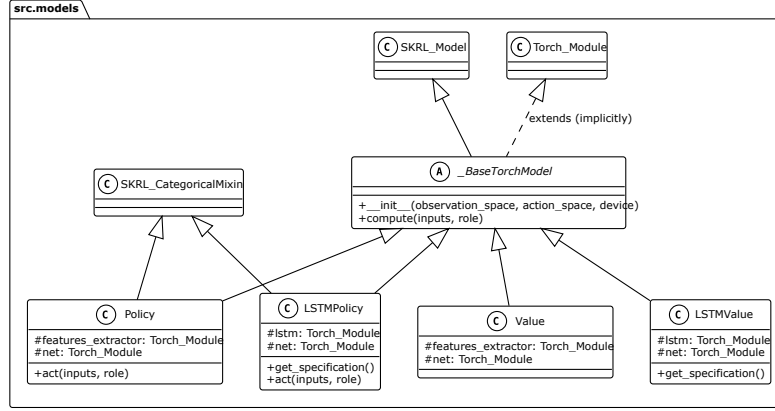 src.models
C SKRL_Model
C Torch_Module
extends (implicitly)
A _BaseTorchModel
+__init__(observation_space, action_space, device)
+compute(inputs, role)
C SKRL_CategoricalMixin
C Policy
#features_extractor: Torch_Module
#net: Torch_Module
+act(inputs, role)
C LSTMPolicy
#lstm: Torch_Module
#net: Torch_Module
+get_specification()
+act(inputs, role)
C Value
#features_extractor: Torch_Module
#net: Torch_Module
C LSTMValue
#lstm: Torch_Module
#net: Torch_Module
+get_specification()